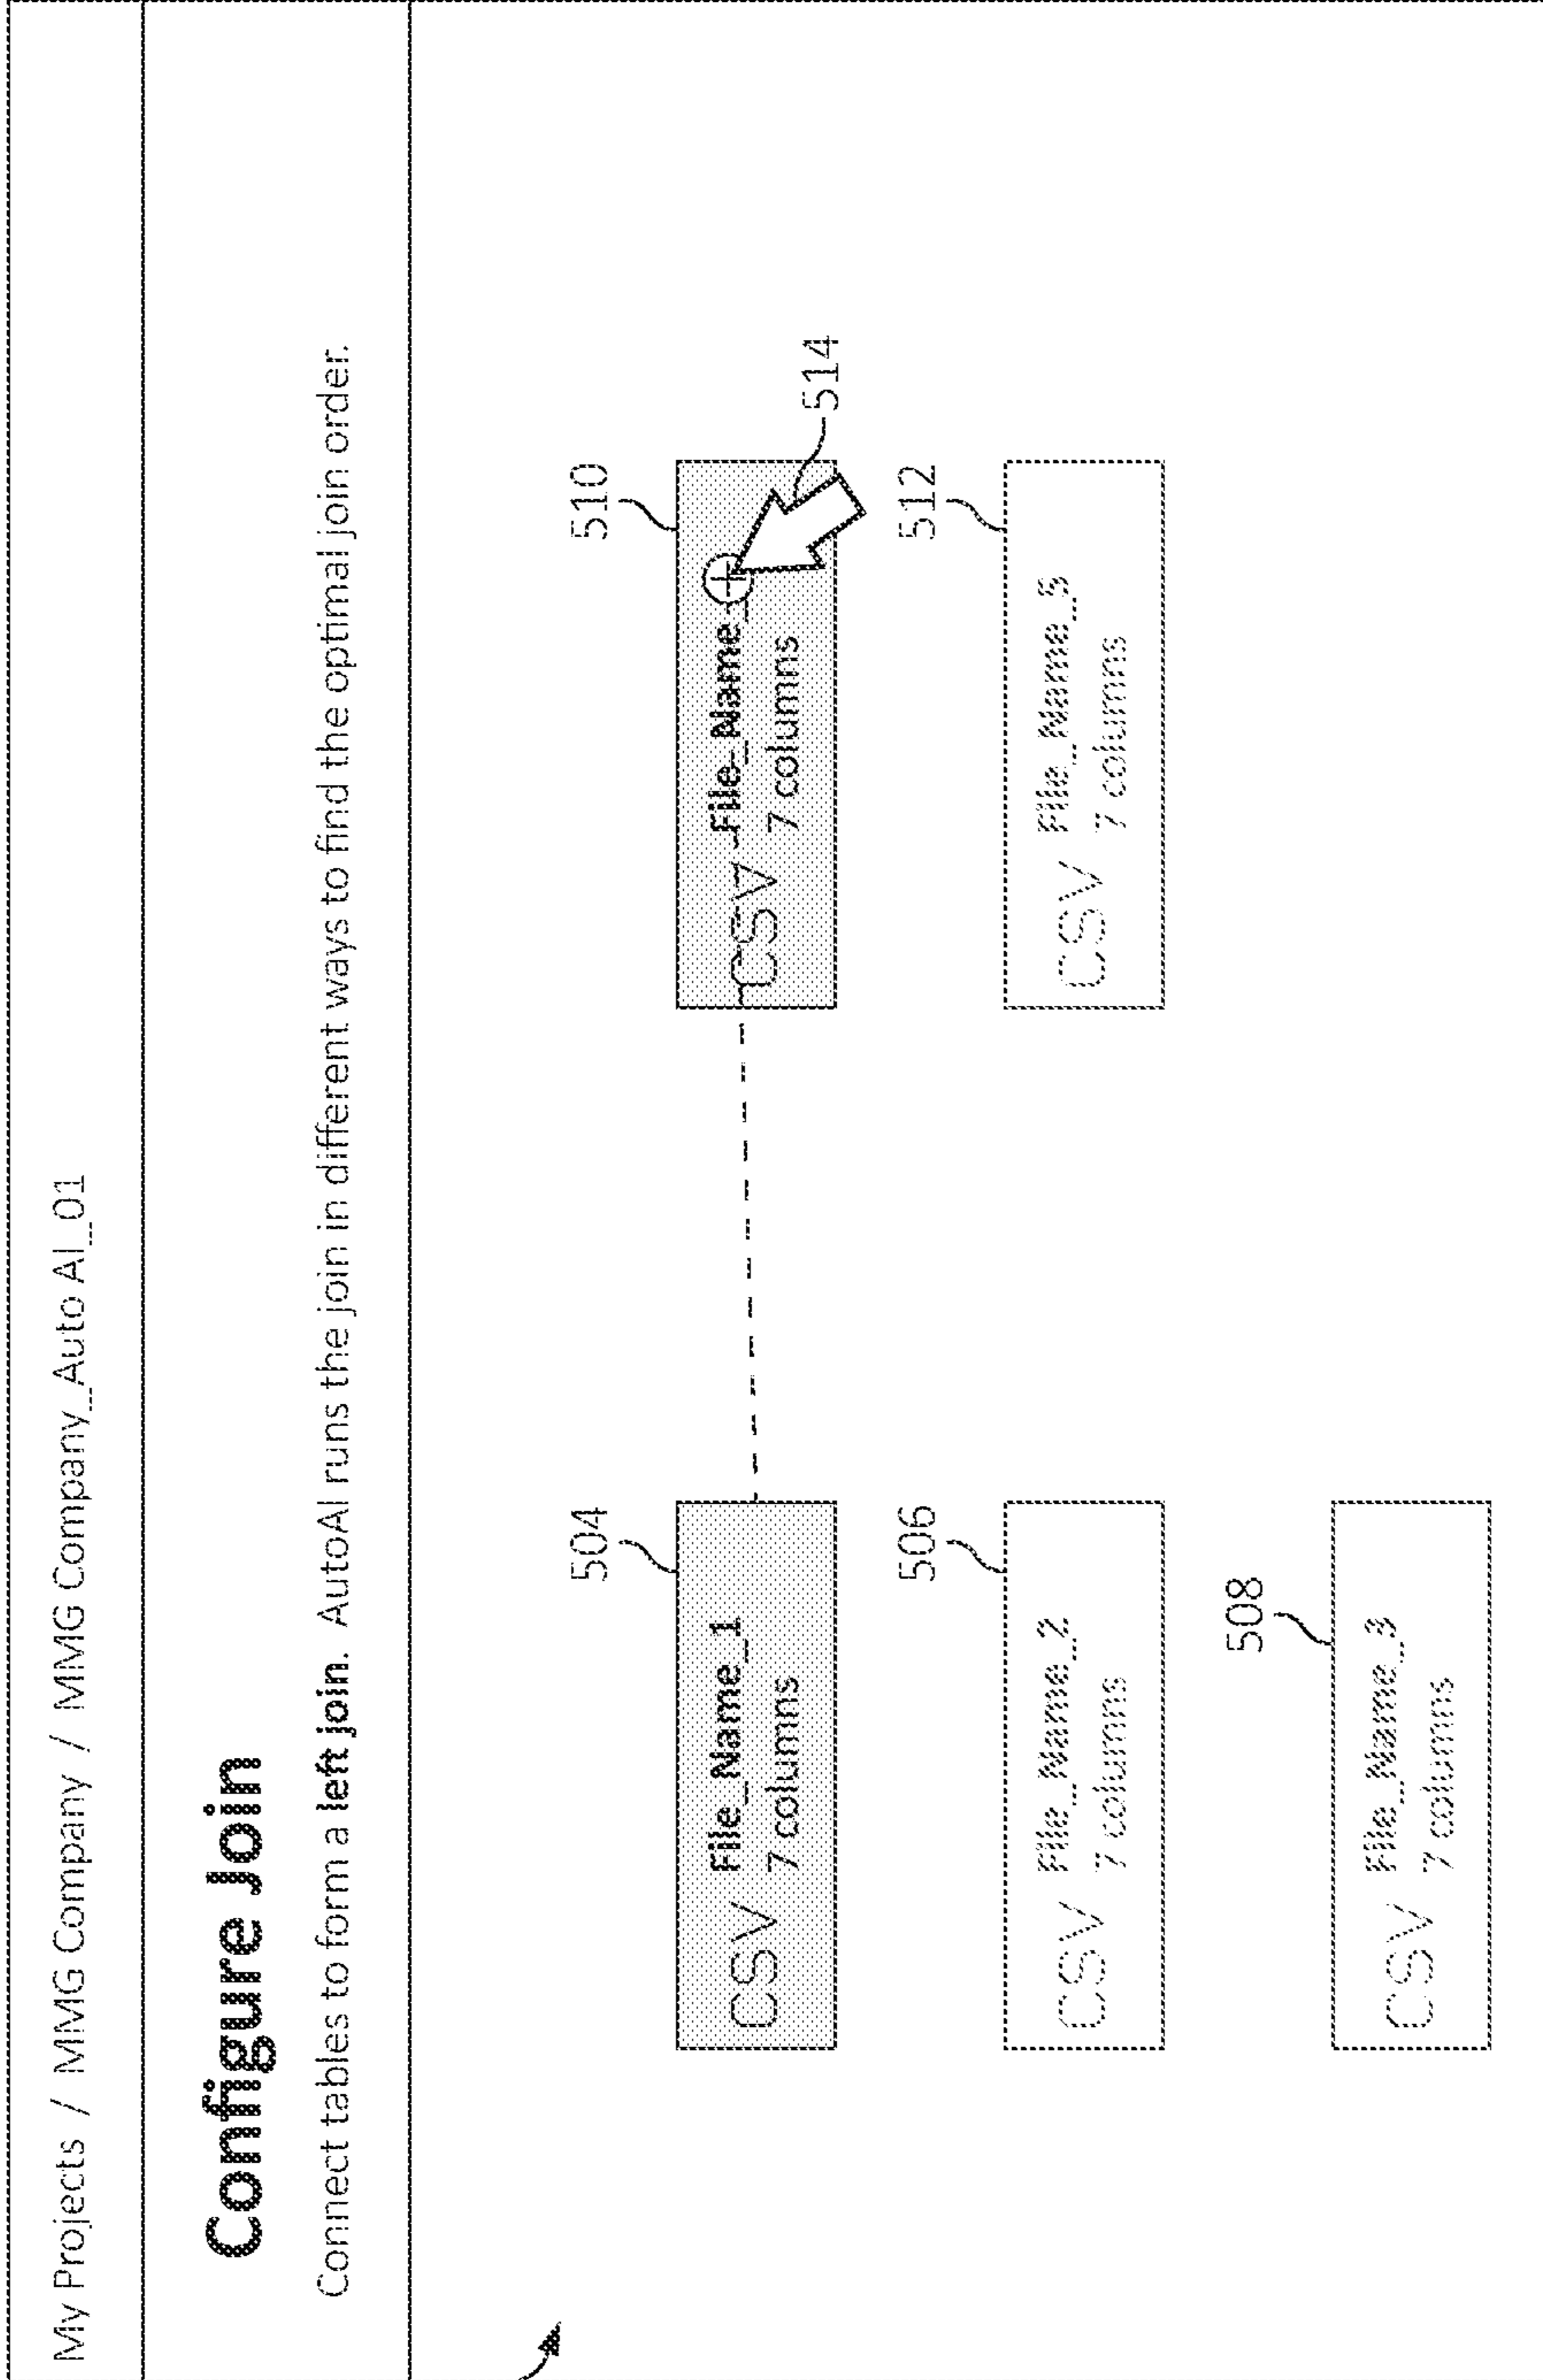 My Projects / MMG Company / MMG Company_Auto AI_01
Configure Join
Connect tables to form a left join. AutoAI runs the join in different ways to find the optimal join order.
504
510
CSV File_Name_1
7 columns
CSV File_Name_
7 columns
514
506
512
CSV File_Name_2
7 columns
CSV File_Name_5
7 columns
508
CSV File_Name_3
7 columns